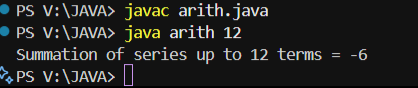 PS V:\JAVA> javac arith.java
PS V:\JAVA> java arith 12
Summation of series up to 12 terms = -6
PS V:\JAVA>